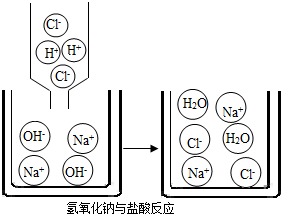 Cl-
H+ H+
Cl-
OH- Na+
Na+ OH-
H2O Na+
Cl- H2O
Na+ Cl-
氢氧化钠与盐酸反应